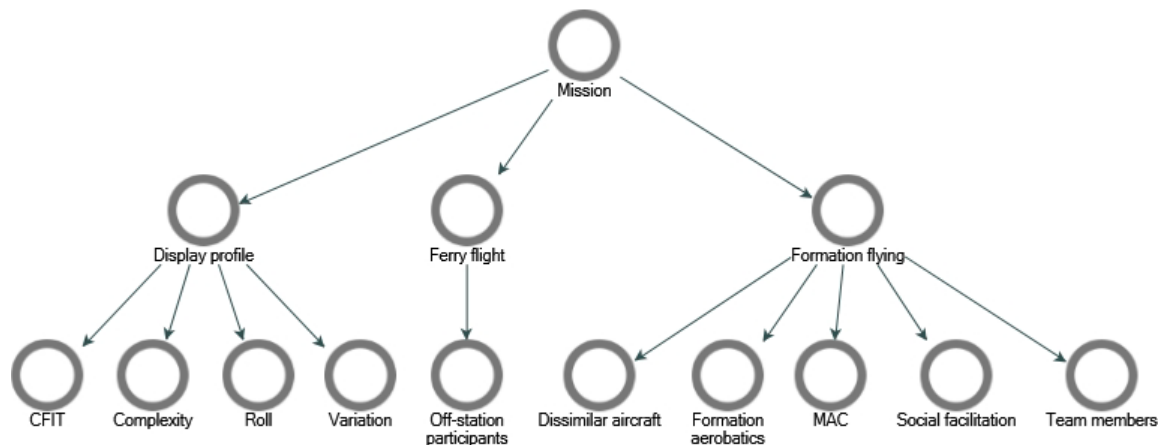 Mission
Display profile
Ferry flight
Formation flying
CFIT
Complexity
Roll
Variation
Off-station
participants
Dissimilar aircraft
Formation
aerobatics
MAC
Social facilitation
Team members